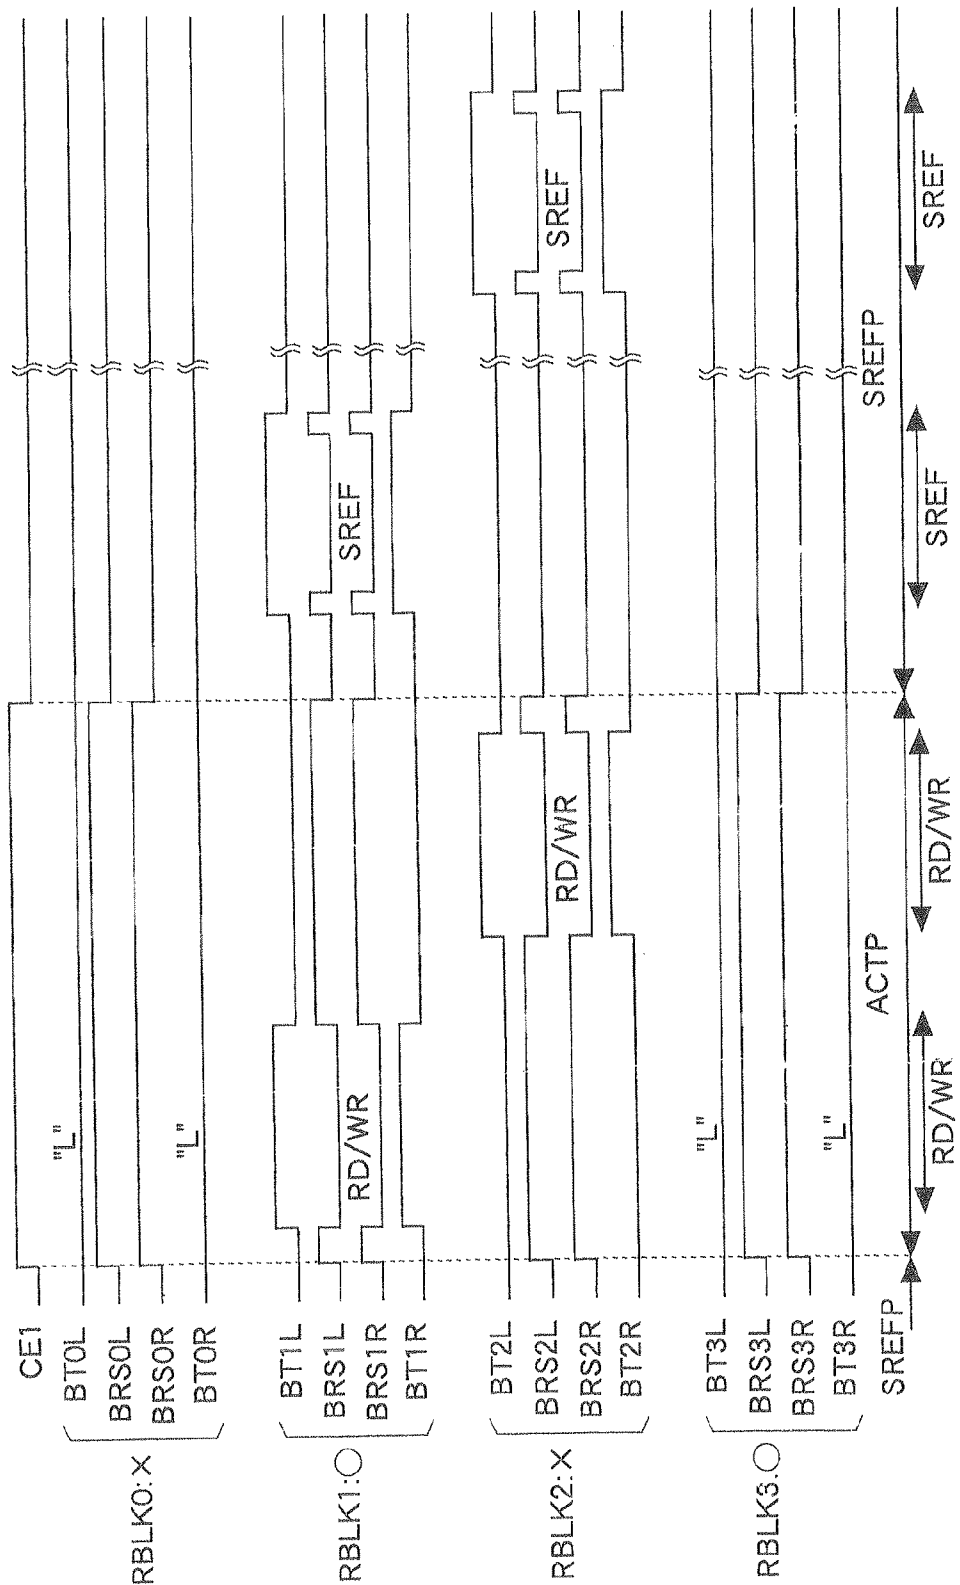 CE1
RBLK0:X
BT0L "L"
BRS0L
BRS0R
BT0R "L"
RBLK1:○
BT1L
BRS1L
RD/WR SREF
BRS1R
BT1R
RBLK2:X
BT2L
BRS2L
RD/WR SREF
BRS2R
BT2R
RBLK3:○
BT3L "L"
BRS3L
BRS3R
BT3R "L"
SREFP ACTP SREFP
RD/WR RD/WR SREF SREF